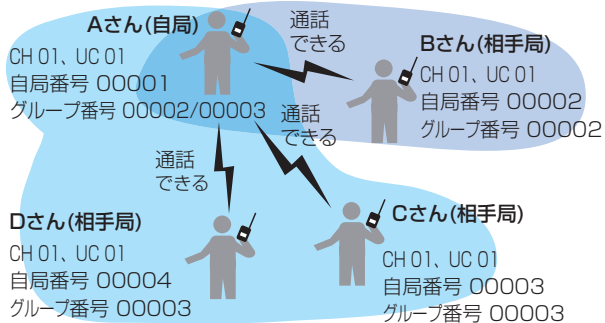 Aさん(自局)
CH 01、UC 01
自局番号 00001
グループ番号 00002/00003
通話
できる
Bさん(相手局)
CH 01、UC 01
自局番号 00002
グループ番号 00002
通話
できる
通話
できる
Dさん(相手局)
CH 01、UC 01
自局番号 00004
グループ番号 00003
Cさん(相手局)
CH 01、UC 01
自局番号 00003
グループ番号 00003